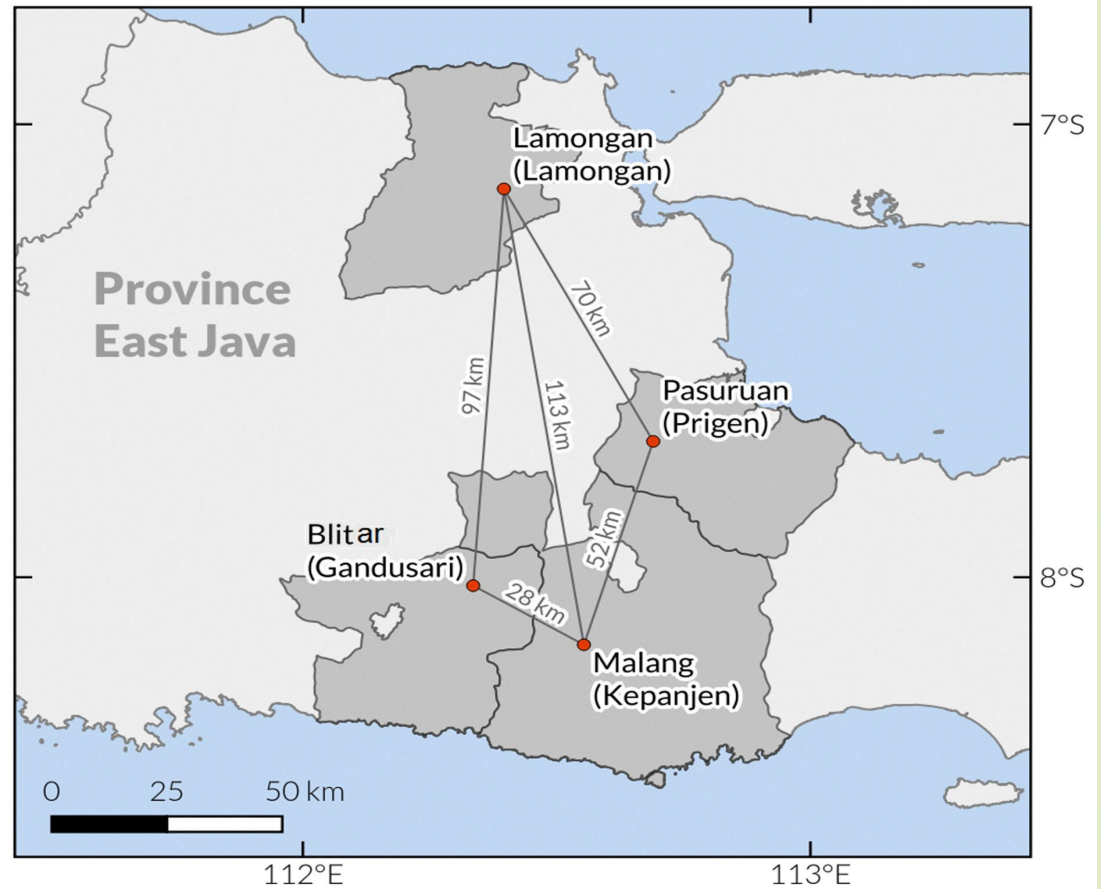 7°S
Lamongan
(Lamongan)
Province
East Java
70 km
97 km
113 km
Pasuruan
(Prigen)
Blitar
(Gandusari)
52 km
8°S
28 km
Malang
(Kepanjen)
0 25 50 km
112°E 113°E